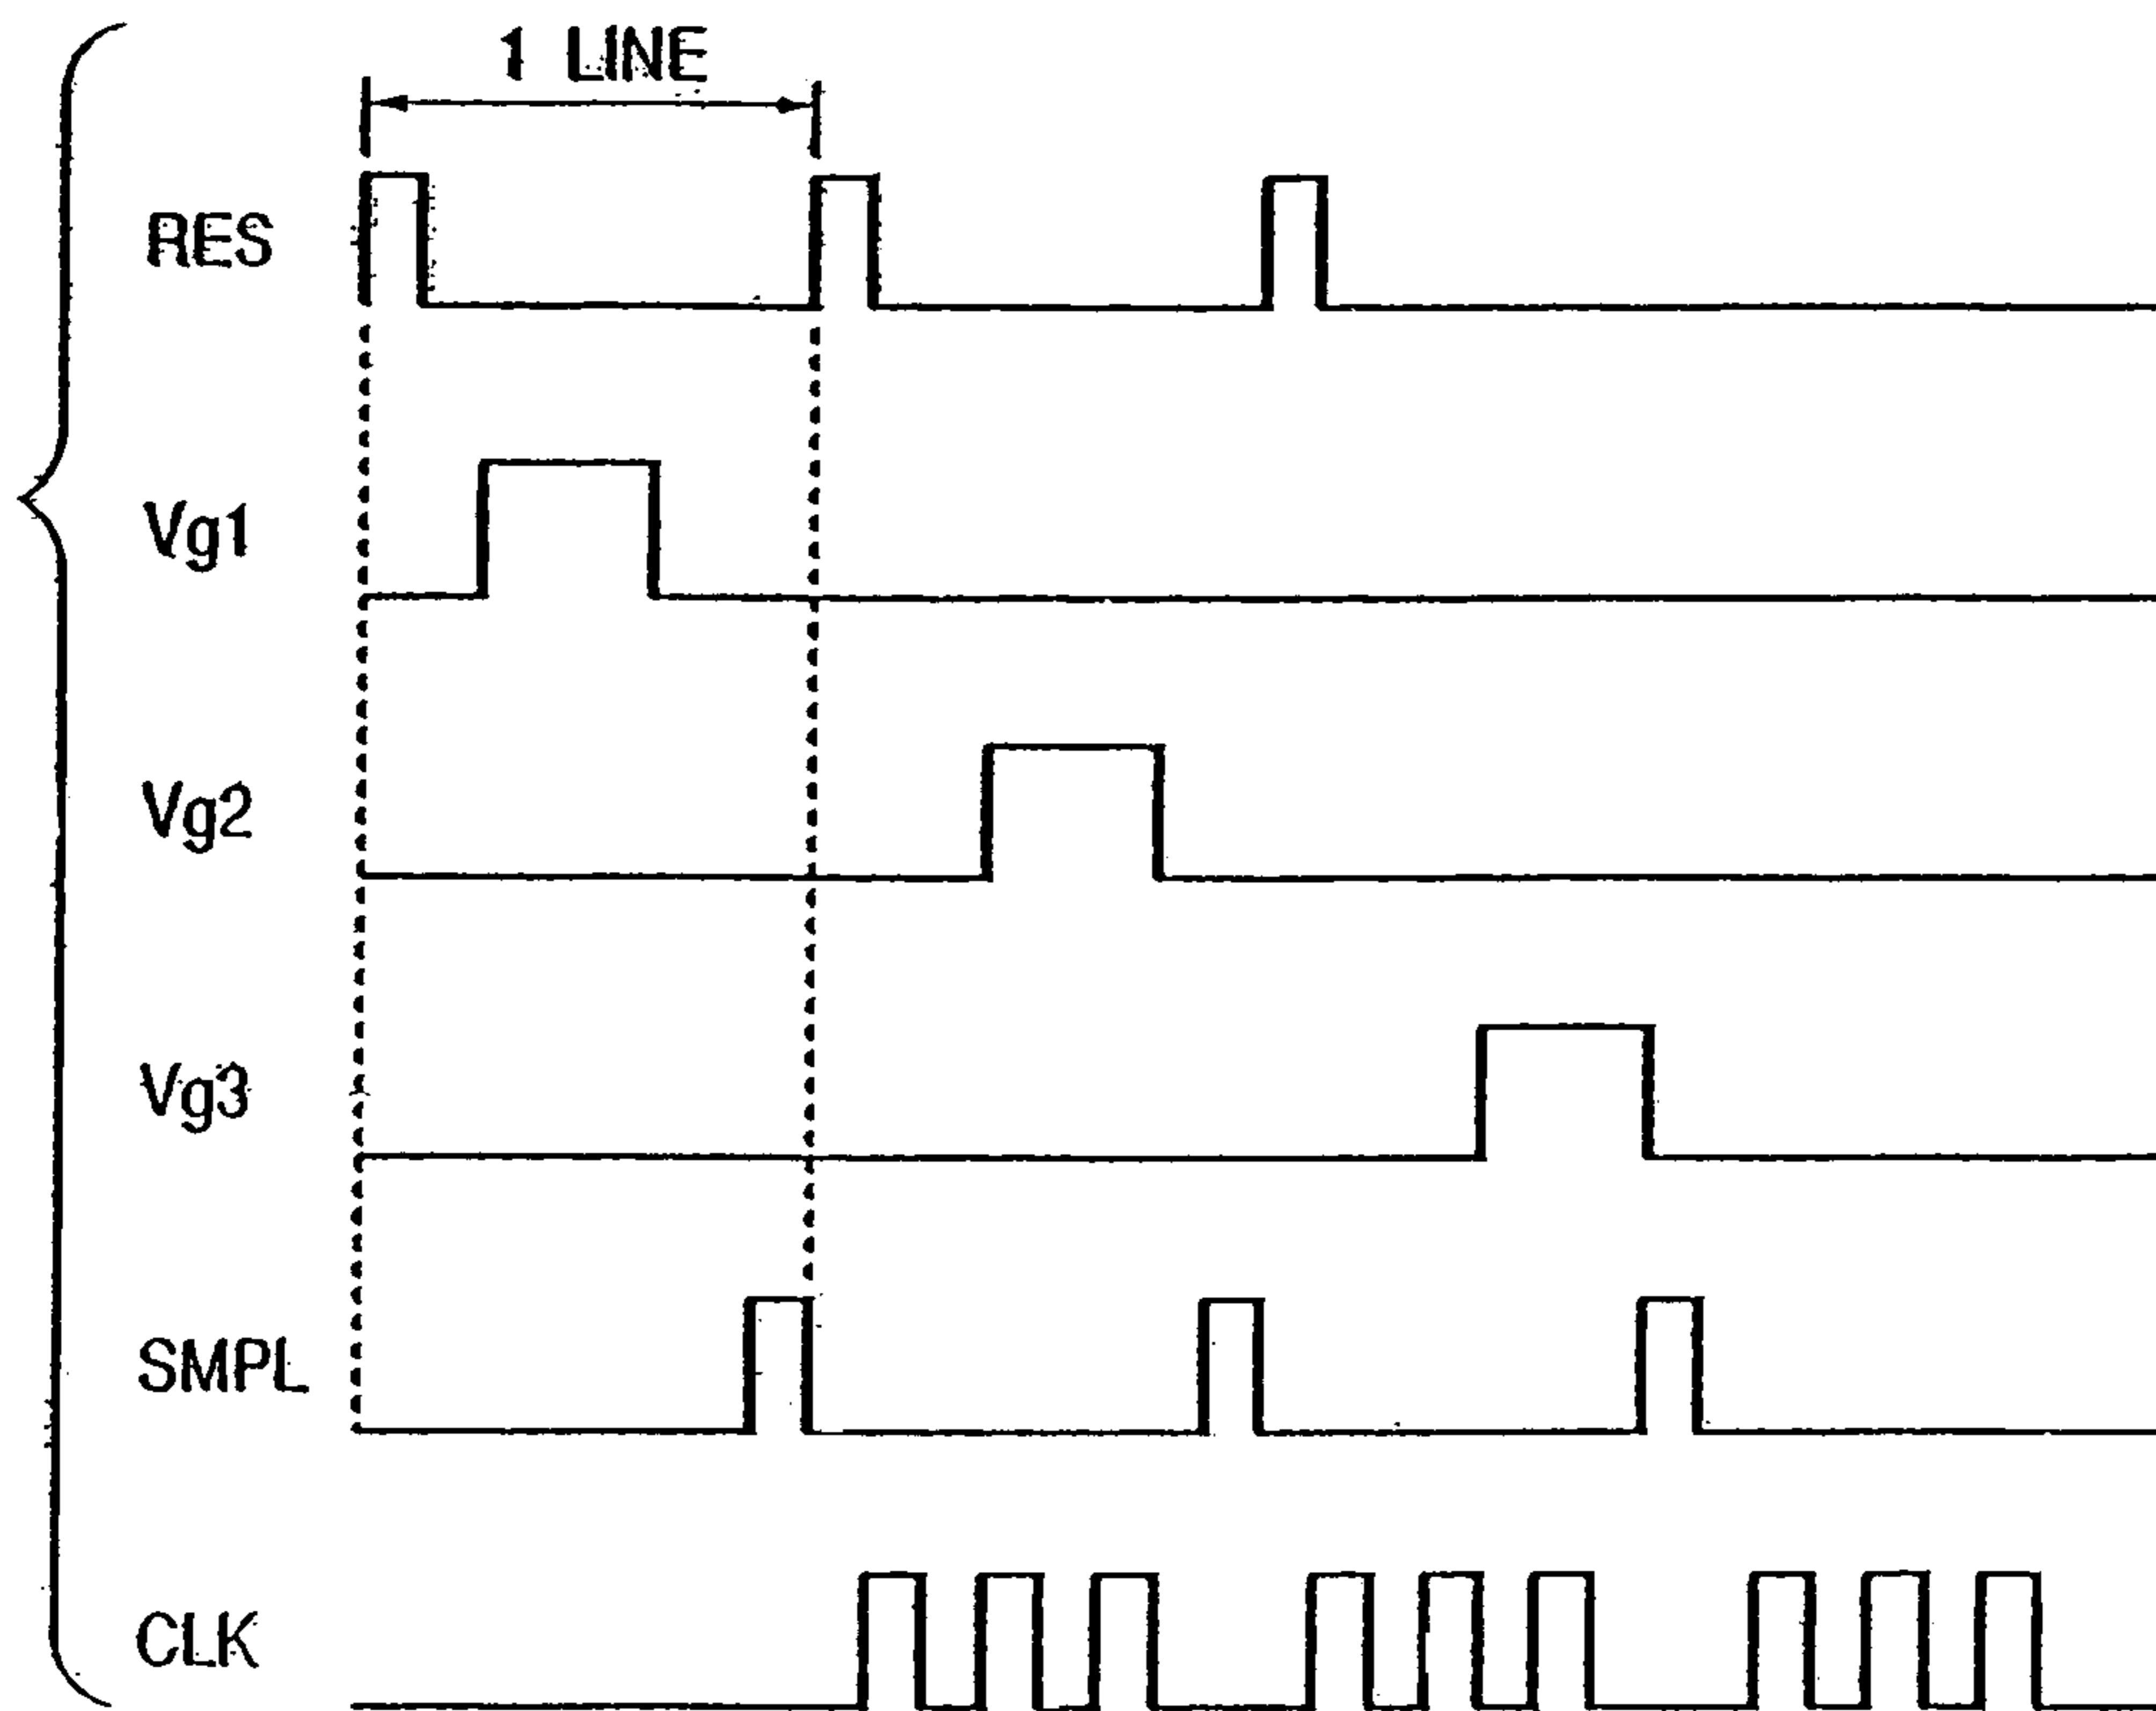 1 LINE
RES
Vg1
Vg2
Vg3
SMPL
CLK